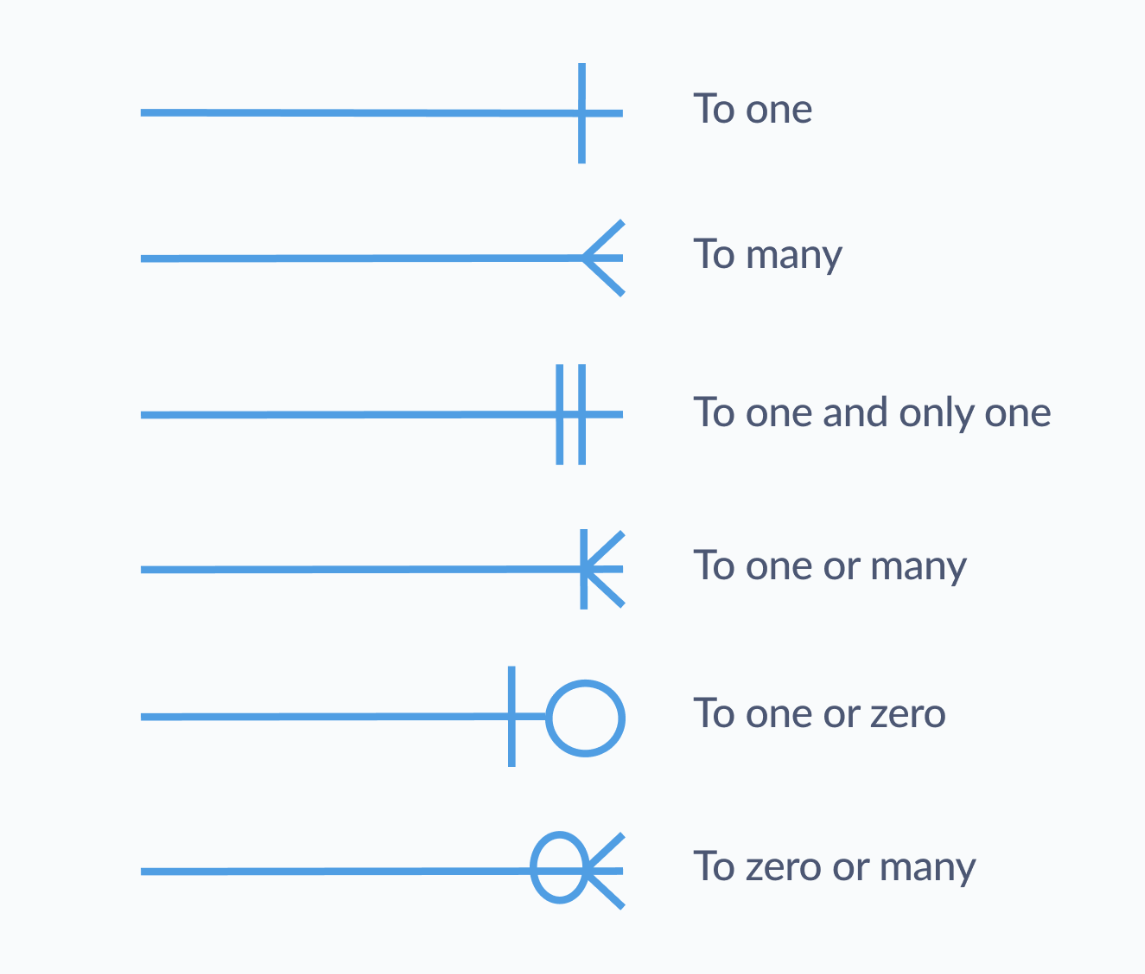 To one
To many
To one and only one
To one or many
To one or zero
To zero or many